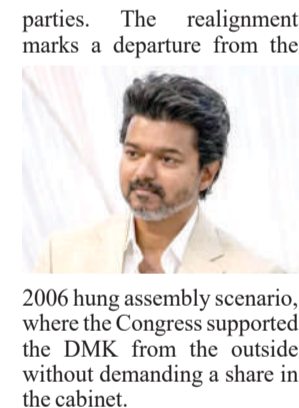 parties. The realignment
marks a departure from the
2006 hung assembly scenario,
where the Congress supported
the DMK from the outside
without demanding a share in
the cabinet.